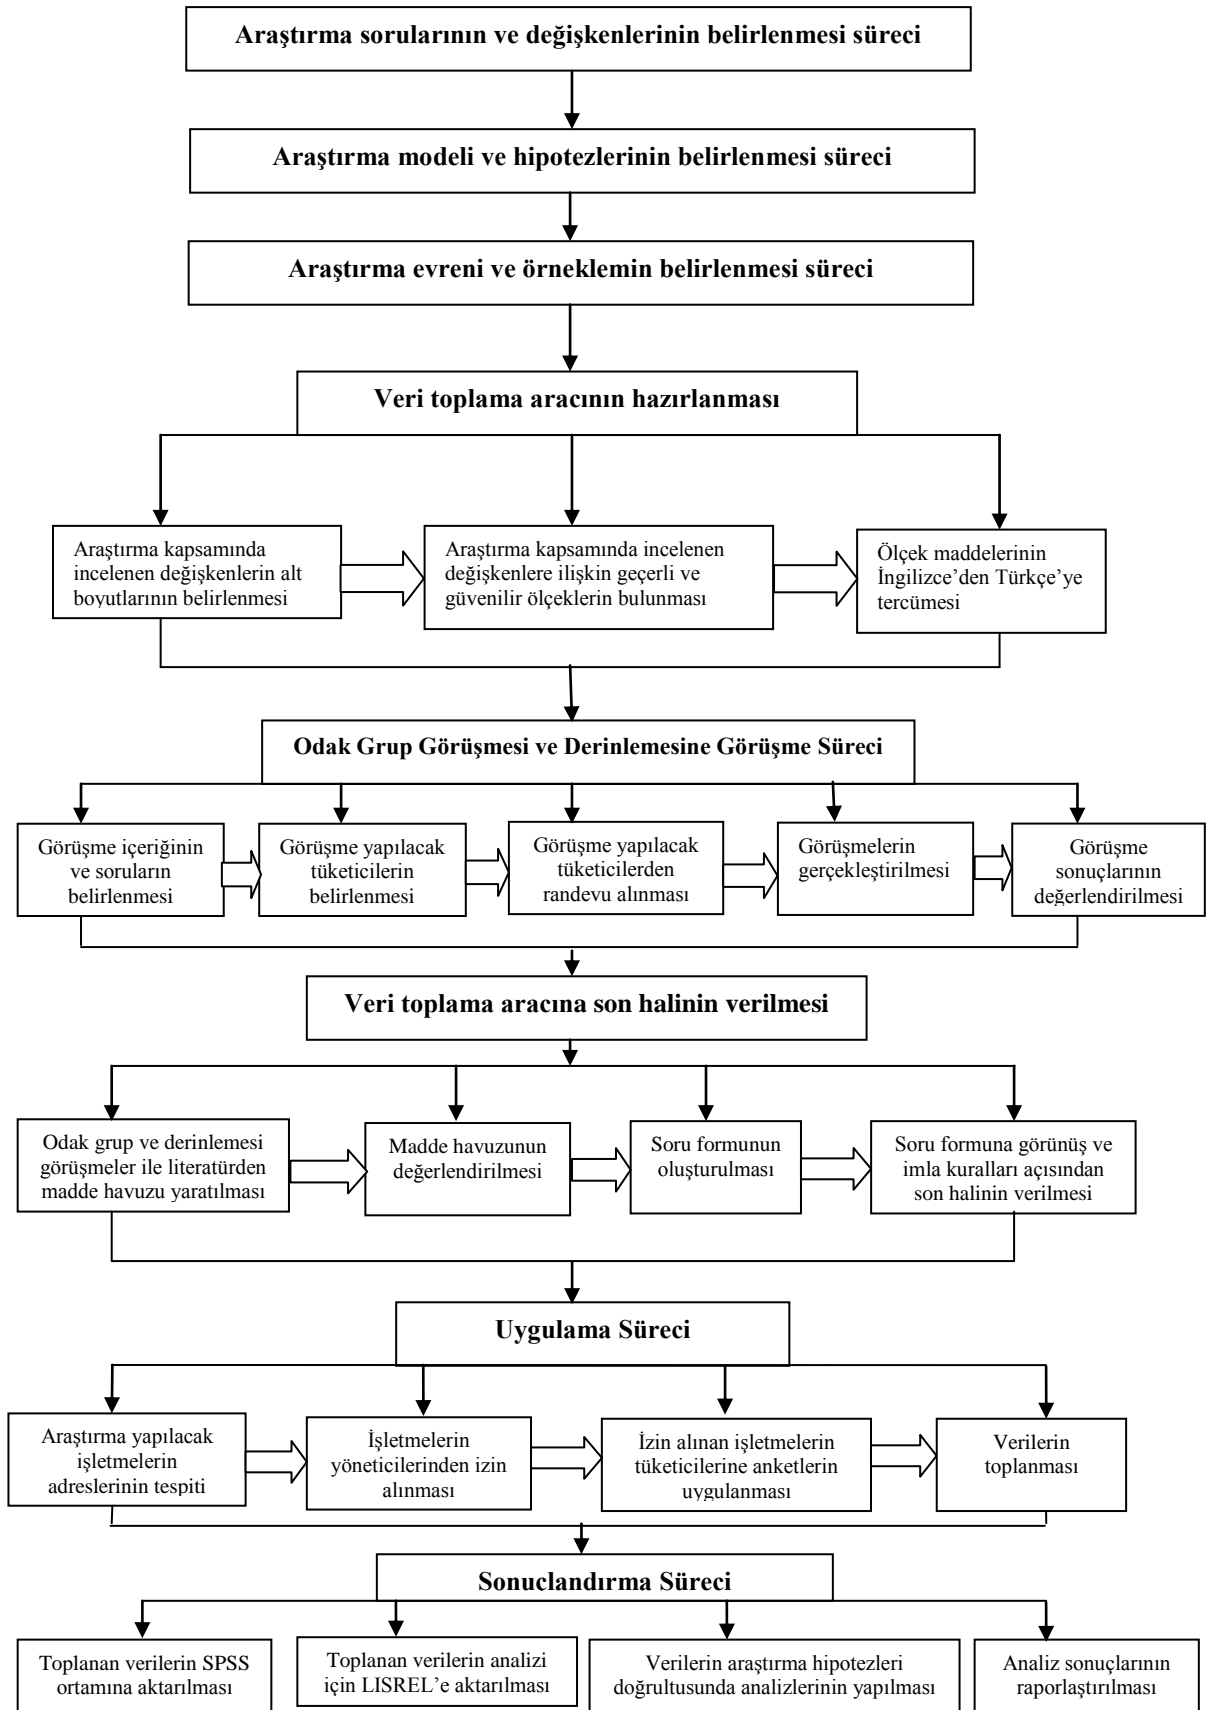 Araştırma sorularının ve değişkenlerinin belirlenmesi süreci
Araştırma modeli ve hipotezlerinin belirlenmesi süreci
Araştırma evreni ve örneklemin belirlenmesi süreci
Veri toplama aracının hazırlanması
Araştırma kapsamında
incelenen değişkenlerin alt
boyutlarının belirlenmesi
Araştırma kapsamında incelenen
değişkenlere ilişkin geçerli ve
güvenilir ölçeklerin bulunması
Ölçek maddelerinin
İngilizce’den Türkçe’ye
tercümesi
Odak Grup Görüşmesi ve Derinlemesine Görüşme Süreci
Görüşme içeriğinin
ve soruların
belirlenmesi
Görüşme yapılacak
tüketicilerin
belirlenmesi
Görüşme yapılacak
tüketicilerden
randevu alınması
Görüşmelerin
gerçekleştirilmesi
Görüşme
sonuçlarının
değerlendirilmesi
Veri toplama aracına son halinin verilmesi
Odak grup ve derinlemesi
görüşmeler ile literatürden
madde havuzu yaratılması
Madde havuzunun
değerlendirilmesi
Soru formunun
oluşturulması
Soru formuna görünüş ve
imla kuralları açısından
son halinin verilmesi
Uygulama Süreci
Araştırma yapılacak
işletmelerin
adreslerinin tespiti
İşletmelerin
yöneticilerinden izin
alınması
İzin alınan işletmelerin
tüketicilerine anketlerin
uygulanması
Verilerin
toplanması
Sonuclandırma Süreci
Toplanan verilerin SPSS
ortamına aktarılması
Toplanan verilerin analizi
için LISREL’e aktarılması
Verilerin araştırma hipotezleri
doğrultusunda analizlerinin yapılması
Analiz sonuçlarının
raporlaştırılması